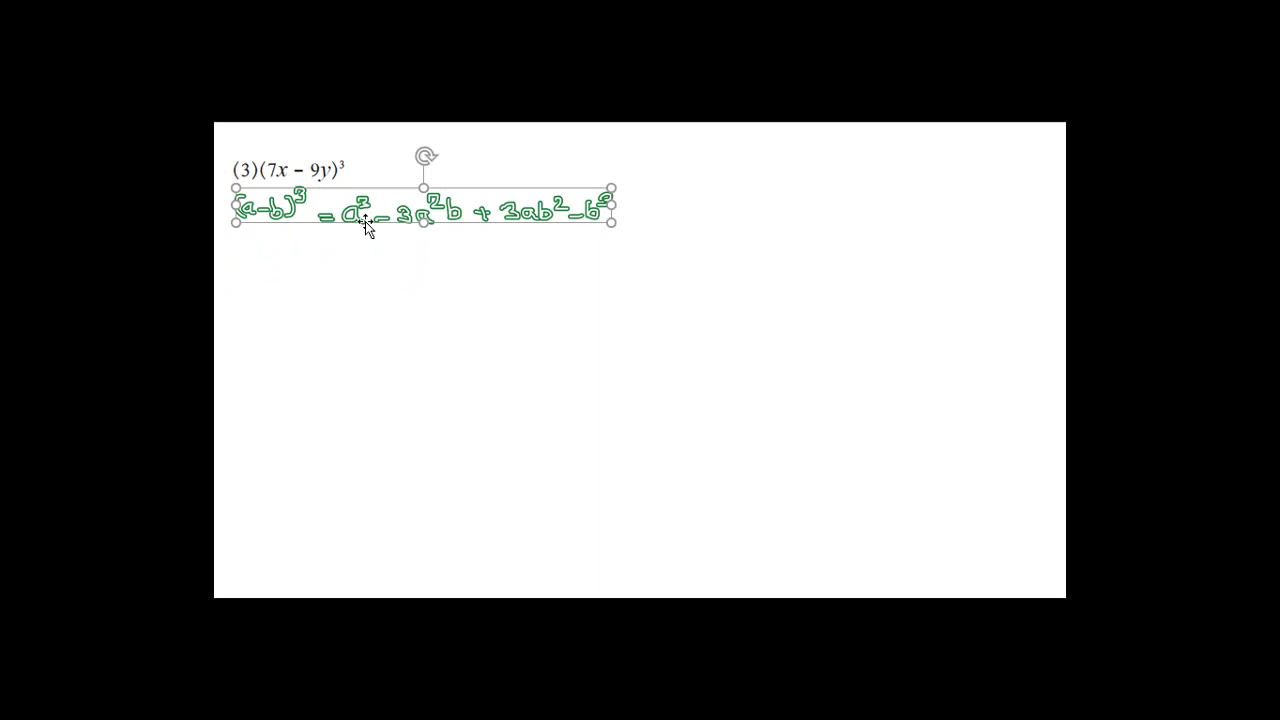 (3)(7x − 9y)³
(a-b)³ = a³ - 3a²b + 3ab² - b³